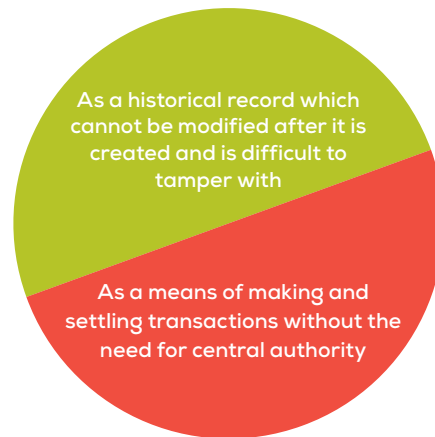 As a historical record which
cannot be modified after it is
created and is difficult to
tamper with
As a means of making and
settling transactions without the
need for central authority